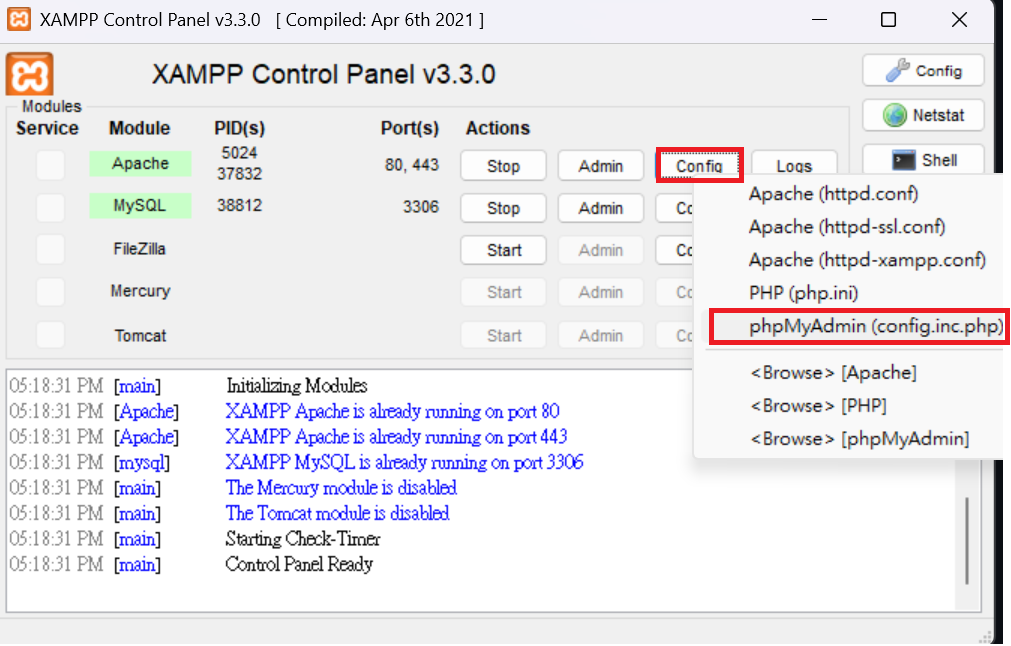 XAMPP Control Panel v3.3.0 [ Compiled: Apr 6th 2021 ]
XAMPP Control Panel v3.3.0
Config
Modules
Service Module PID(s) Port(s) Actions
Netstat
Apache 5024 37832 80, 443 Stop Admin Config Logs
Shell
MySQL 38812 3306 Stop Admin
FileZilla Start Admin
Mercury Start Admin
Tomcat Start Admin
Apache (httpd.conf)
Apache (httpd-ssl.conf)
Apache (httpd-xampp.conf)
PHP (php.ini)
phpMyAdmin (config.inc.php)
<Browse> [Apache]
<Browse> [PHP]
<Browse> [phpMyAdmin]
05:18:31 PM [main] Initializing Modules
05:18:31 PM [Apache] XAMPP Apache is already running on port 80
05:18:31 PM [Apache] XAMPP Apache is already running on port 443
05:18:31 PM [mysql] XAMPP MySQL is already running on port 3306
05:18:31 PM [main] The Mercury module is disabled
05:18:31 PM [main] The Tomcat module is disabled
05:18:31 PM [main] Starting Check-Timer
05:18:31 PM [main] Control Panel Ready